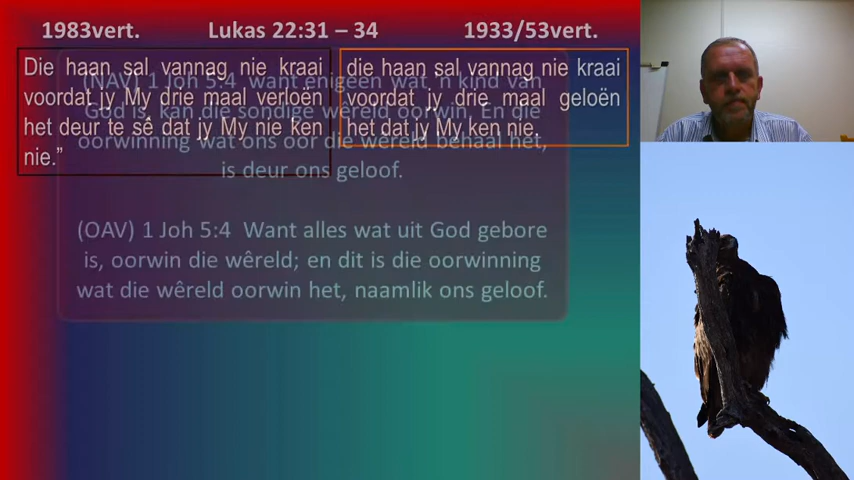 1983vert. Lukas 22:31 – 34 1933/53vert.
Die haan sal vannag nie kraai
voordat jy My drie maal verloën
het deur te sê dat jy My nie ken
nie.”
die haan sal vannag nie kraai
voordat jy drie maal geloën
het dat jy My ken nie.
(NAV) 1 Joh 5:4 want enigeen wat 'n kind van
God is, kan die sondige wêreld oorwin. En die
oorwinning wat ons oor die wêreld behaal het,
is deur ons geloof.
(OAV) 1 Joh 5:4 Want alles wat uit God gebore
is, oorwin die wêreld; en dit is die oorwinning
wat die wêreld oorwin het, naamlik ons geloof.